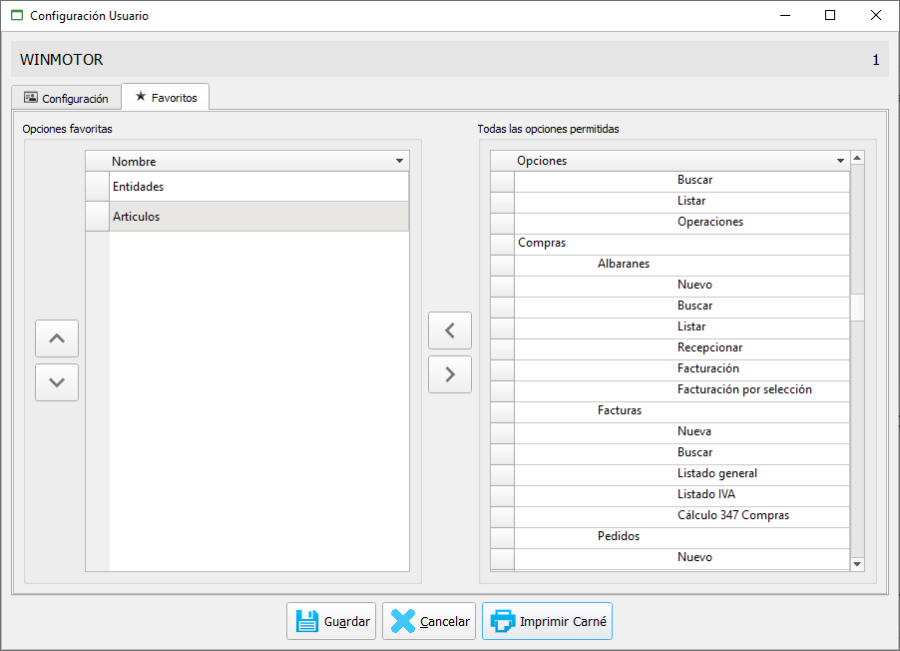 Configuración Usuario
WINMOTOR 1
Configuración
Favoritos
Opciones favoritas
Nombre
Entidades
Articulos
Todas las opciones permitidas
Opciones
Buscar
Listar
Operaciones
Compras
Albaranes
Nuevo
Buscar
Listar
Recepcionar
Facturación
Facturación por selección
Facturas
Nueva
Buscar
Listado general
Listado IVA
Cálculo 347 Compras
Pedidos
Nuevo
Guardar
Cancelar
Imprimir Carné